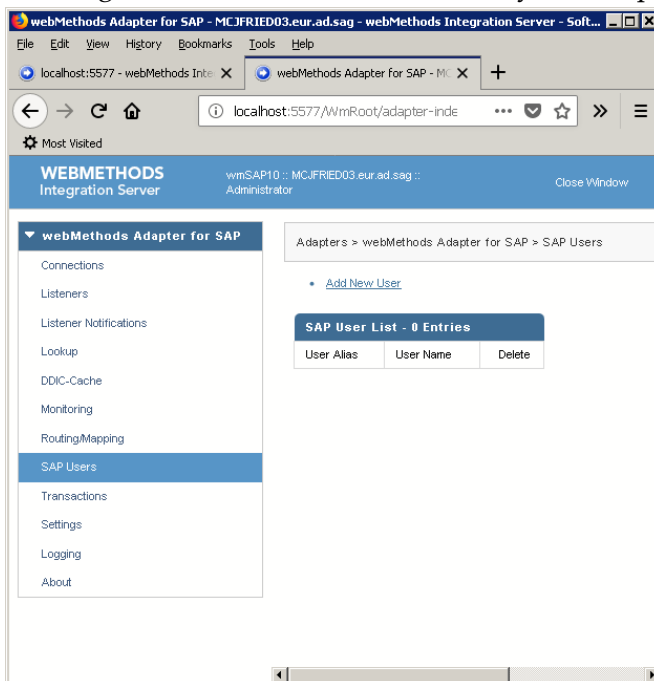 webMethods Adapter for SAP - MCJFRIED03.eur.ad.sag - webMethods Integration Server - Soft...
File Edit View History Bookmarks Tools Help
localhost:5577 - webMethods Inte
webMethods Adapter for SAP - MC
localhost:5577/WmRoot/adapter-inde
Most Visited
WEBMETHODS
Integration Server
wmSAP10 :: MCJFRIED03.eur.ad.sag ::
Administrator
Close Window
webMethods Adapter for SAP
Connections
Listeners
Listener Notifications
Lookup
DDIC-Cache
Monitoring
Routing/Mapping
SAP Users
Transactions
Settings
Logging
About
Adapters > webMethods Adapter for SAP > SAP Users
Add New User
SAP User List - 0 Entries
User Alias User Name Delete